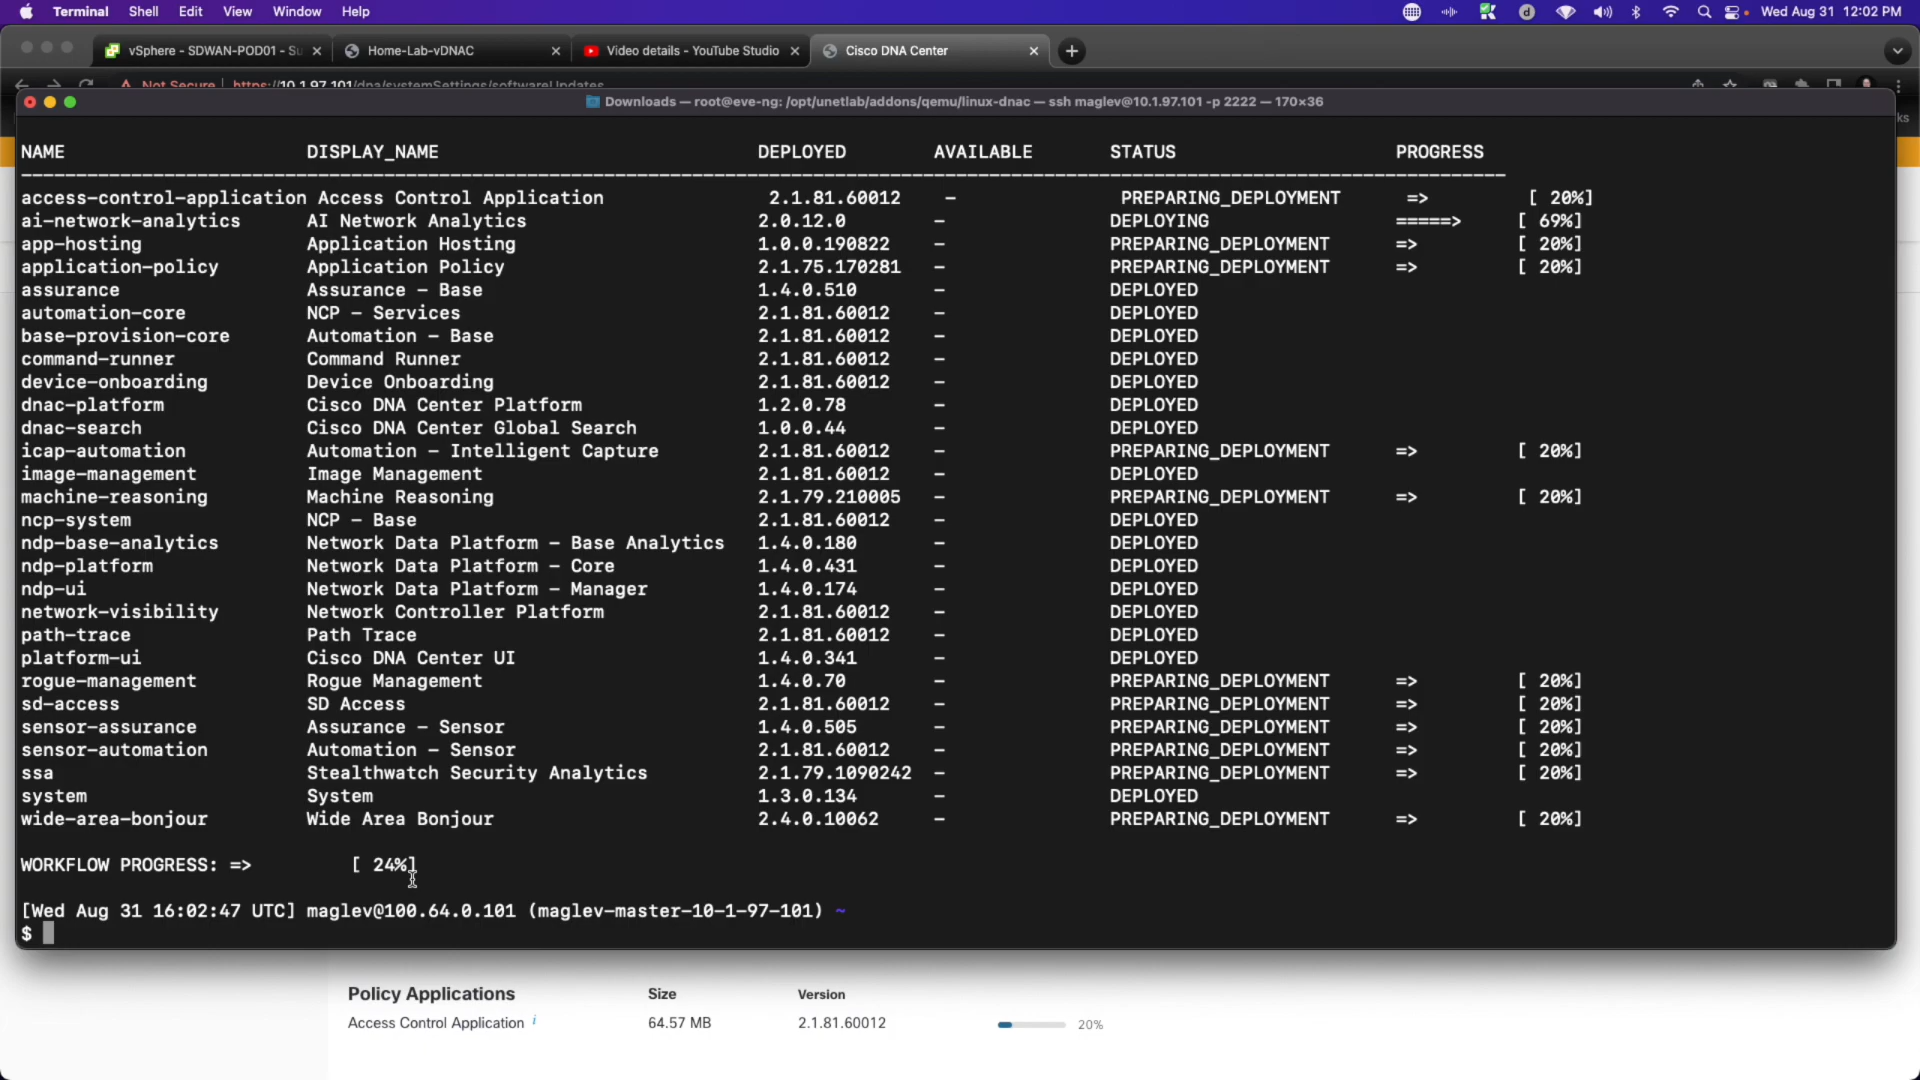 Terminal Shell Edit View Window Help Wed Aug 31 12:02 PM
vSphere - SDWAN-POD01 - Su Home-Lab-vDNAC Video details - YouTube Studio Cisco DNA Center
Not Secure https://10.1.97.101/dna/systemSettings/softwareUpdates
Downloads — root@eve-ng: /opt/unetlab/addons/qemu/linux-dnac — ssh maglev@10.1.97.101 -p 2222 — 170×36
NAME DISPLAY_NAME DEPLOYED AVAILABLE STATUS PROGRESS
access-control-application Access Control Application 2.1.81.60012 - PREPARING_DEPLOYMENT => [ 20%]
ai-network-analytics AI Network Analytics 2.0.12.0 - DEPLOYING =====> [ 69%]
app-hosting Application Hosting 1.0.0.190822 - PREPARING_DEPLOYMENT => [ 20%]
application-policy Application Policy 2.1.75.170281 - PREPARING_DEPLOYMENT => [ 20%]
assurance Assurance - Base 1.4.0.510 - DEPLOYED
automation-core NCP - Services 2.1.81.60012 - DEPLOYED
base-provision-core Automation - Base 2.1.81.60012 - DEPLOYED
command-runner Command Runner 2.1.81.60012 - DEPLOYED
device-onboarding Device Onboarding 2.1.81.60012 - DEPLOYED
dnac-platform Cisco DNA Center Platform 1.2.0.78 - DEPLOYED
dnac-search Cisco DNA Center Global Search 1.0.0.44 - DEPLOYED
icap-automation Automation - Intelligent Capture 2.1.81.60012 - PREPARING_DEPLOYMENT => [ 20%]
image-management Image Management 2.1.81.60012 - DEPLOYED
machine-reasoning Machine Reasoning 2.1.79.210005 - PREPARING_DEPLOYMENT => [ 20%]
ncp-system NCP - Base 2.1.81.60012 - DEPLOYED
ndp-base-analytics Network Data Platform - Base Analytics 1.4.0.180 - DEPLOYED
ndp-platform Network Data Platform - Core 1.4.0.431 - DEPLOYED
ndp-ui Network Data Platform - Manager 1.4.0.174 - DEPLOYED
network-visibility Network Controller Platform 2.1.81.60012 - DEPLOYED
path-trace Path Trace 2.1.81.60012 - DEPLOYED
platform-ui Cisco DNA Center UI 1.4.0.341 - DEPLOYED
rogue-management Rogue Management 1.4.0.70 - PREPARING_DEPLOYMENT => [ 20%]
sd-access SD Access 2.1.81.60012 - PREPARING_DEPLOYMENT => [ 20%]
sensor-assurance Assurance - Sensor 1.4.0.505 - PREPARING_DEPLOYMENT => [ 20%]
sensor-automation Automation - Sensor 2.1.81.60012 - PREPARING_DEPLOYMENT => [ 20%]
ssa Stealthwatch Security Analytics 2.1.79.1090242 - PREPARING_DEPLOYMENT => [ 20%]
system System 1.3.0.134 - DEPLOYED
wide-area-bonjour Wide Area Bonjour 2.4.0.10062 - PREPARING_DEPLOYMENT => [ 20%]
WORKFLOW PROGRESS: => [ 24%]
[Wed Aug 31 16:02:47 UTC] maglev@100.64.0.101 (maglev-master-10-1-97-101) ~
$
Policy Applications Size Version
Access Control Application i 64.57 MB 2.1.81.60012 20%